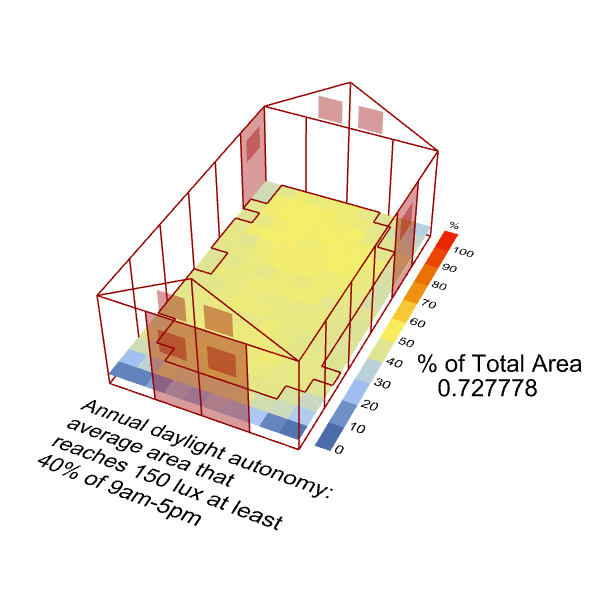 %
100
90
80
70
60
50
40
30
20
10
0
% of Total Area
0.727778
Annual daylight autonomy:
average area that
reaches 150 lux at least
40% of 9am-5pm